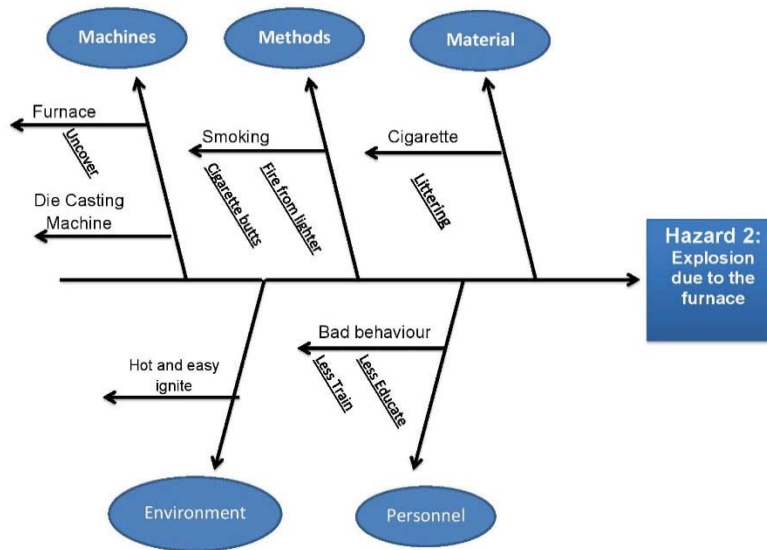 Machines
Methods
Material
Furnace
Uncover
Die Casting
Machine
Smoking
Cigarette butts
Fire from lighter
Cigarette
Littering
Hazard 2:
Explosion
due to the
furnace
Hot and easy
ignite
Bad behaviour
Less Train
Less Educate
Environment
Personnel